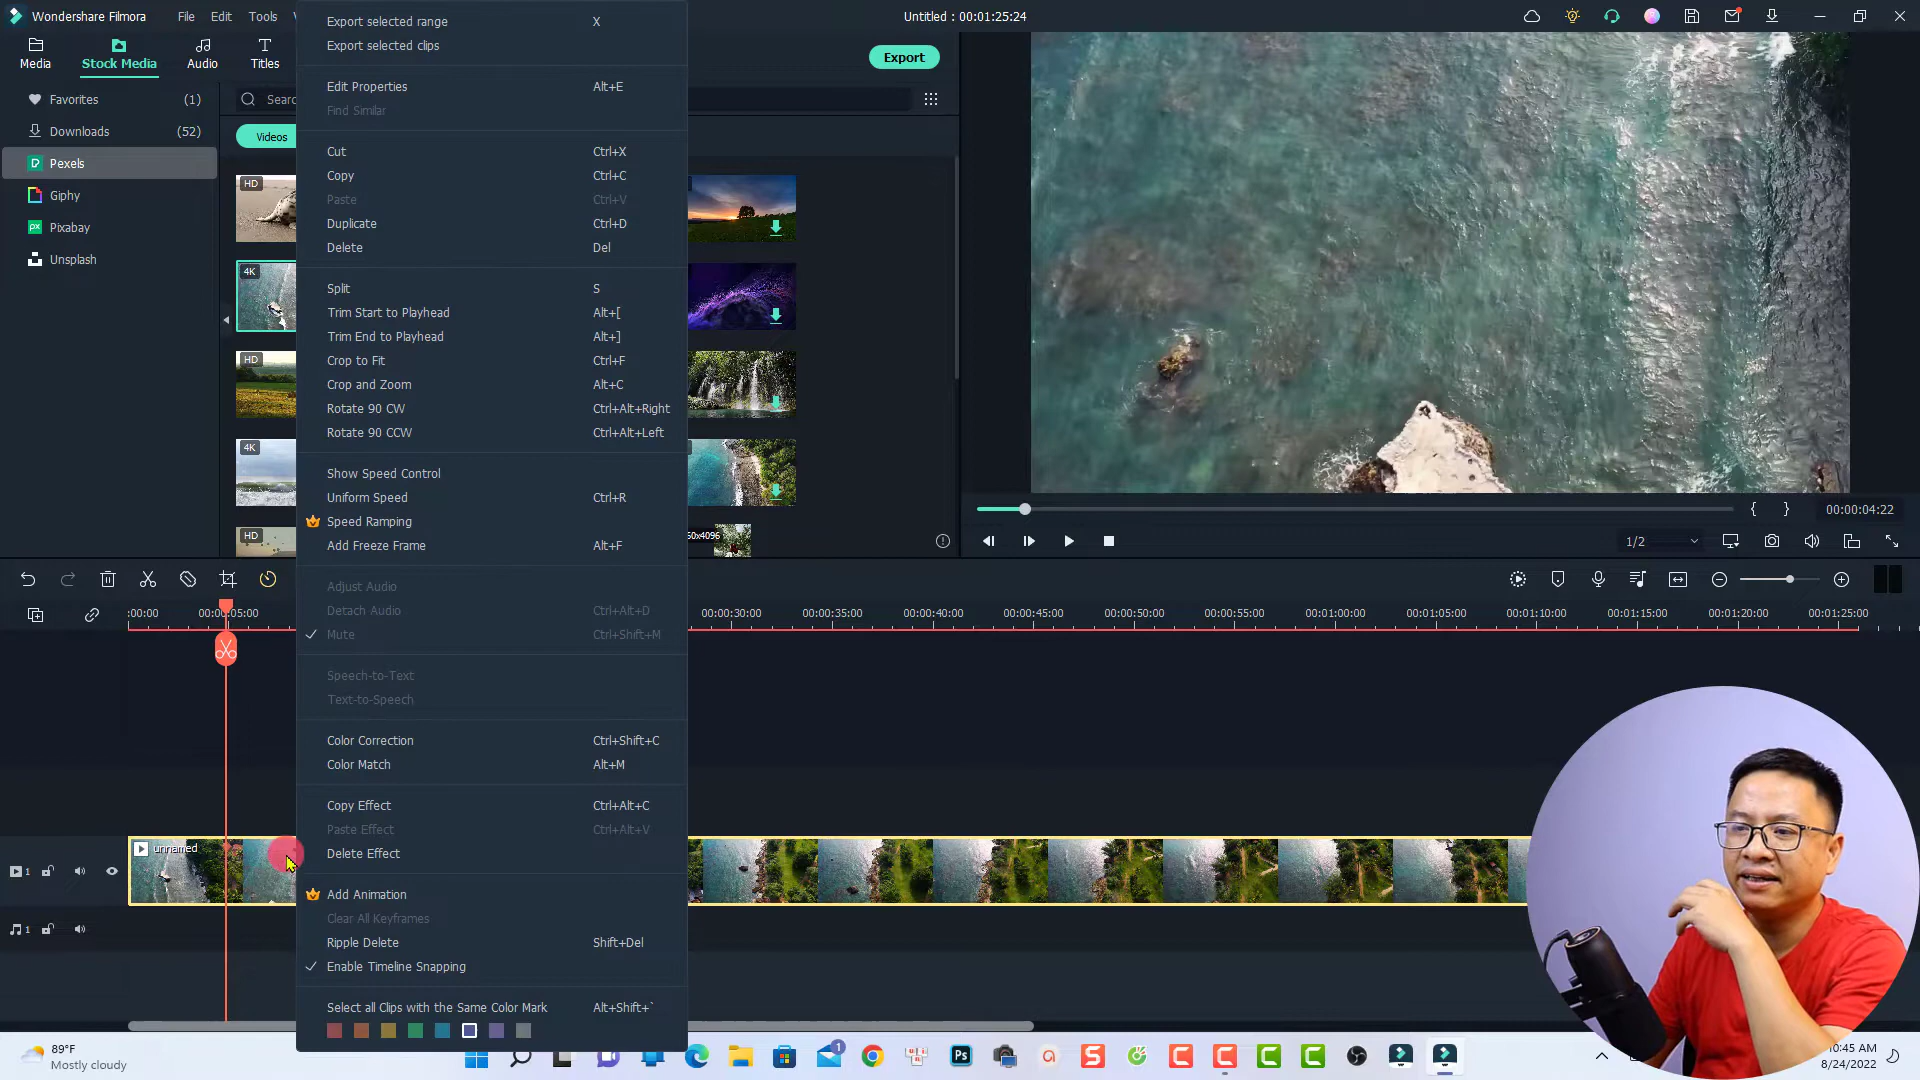 Wondershare Filmora
File Edit Tools
Untitled : 00:01:25:24
Media
Stock Media
Audio
Titles
Export
Favorites (1)
Downloads (52)
Pexels
Giphy
Pixabay
px
Unsplash
Videos
HD
4K
HD
4K
HD
Export selected range X
Export selected clips
Edit Properties Alt+E
Find Similar
Cut Ctrl+X
Copy Ctrl+C
Paste Ctrl+V
Duplicate Ctrl+D
Delete Del
Split S
Trim Start to Playhead Alt+[
Trim End to Playhead Alt+]
Crop to Fit Ctrl+F
Crop and Zoom Alt+C
Rotate 90 CW Ctrl+Alt+Right
Rotate 90 CCW Ctrl+Alt+Left
Show Speed Control
Uniform Speed Ctrl+R
Speed Ramping
Add Freeze Frame Alt+F
Adjust Audio
Detach Audio Ctrl+Alt+D
Mute Ctrl+Shift+M
Speech-to-Text
Text-to-Speech
Color Correction Ctrl+Shift+C
Color Match Alt+M
Copy Effect Ctrl+Alt+C
Paste Effect Ctrl+Alt+V
Delete Effect
Add Animation
Clear All Keyframes
Ripple Delete Shift+Del
Enable Timeline Snapping
Select all Clips with the Same Color Mark Alt+Shift+`
{ } 00:00:04:22
1/2
:00:00 00:00:05:00 00:00:30:00 00:00:35:00 00:00:40:00 00:00:45:00 00:00:50:00 00:00:55:00 00:01:00:00 00:01:05:00 00:01:10:00 00:01:15:00 00:01:20:00 00:01:25:00
unnamed
1
1
89°F
Mostly cloudy
1
Ps
S
C
C
C
C
10:45 AM
8/24/2022